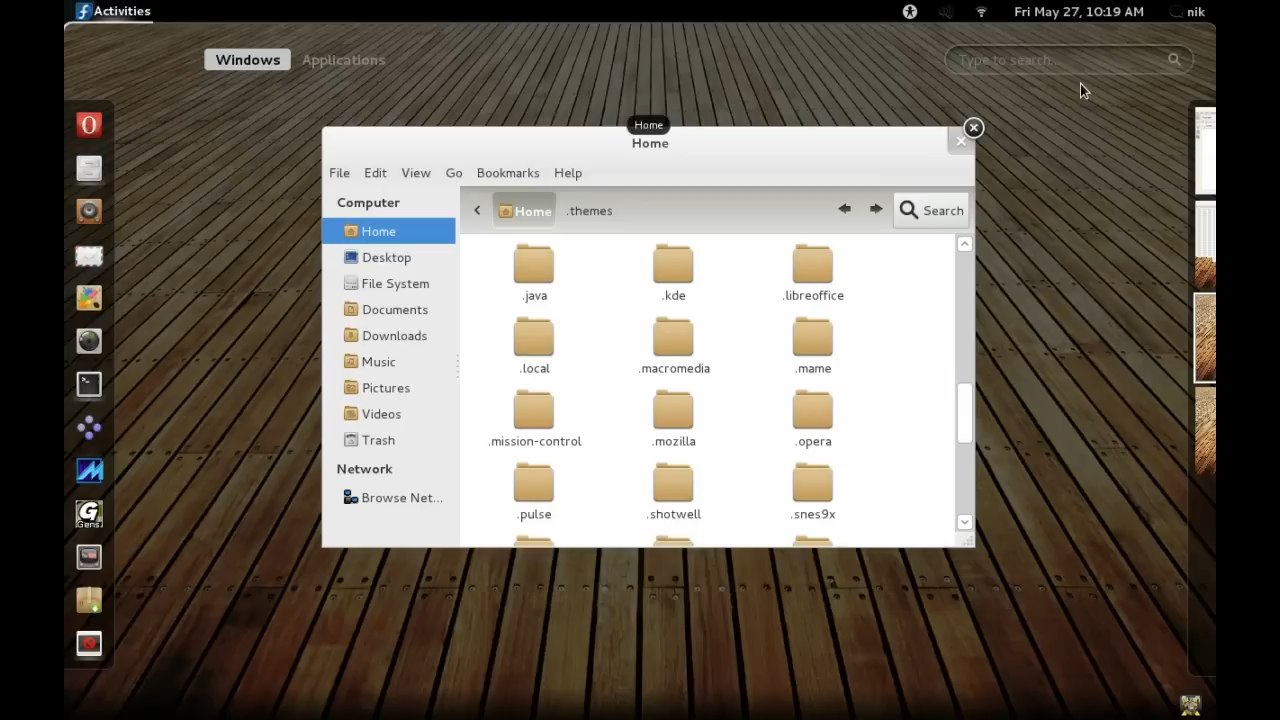 Activities
Fri May 27, 10:19 AM
nik
Windows
Applications
Type to search...
Home
Home
File Edit View Go Bookmarks Help
Computer
Home
Desktop
File System
Documents
Downloads
Music
Pictures
Videos
Trash
Network
Browse Net...
Home
.themes
Search
.java
.kde
.libreoffice
.local
.macromedia
.mame
.mission-control
.mozilla
.opera
.pulse
.shotwell
.snes9x
G
Gens